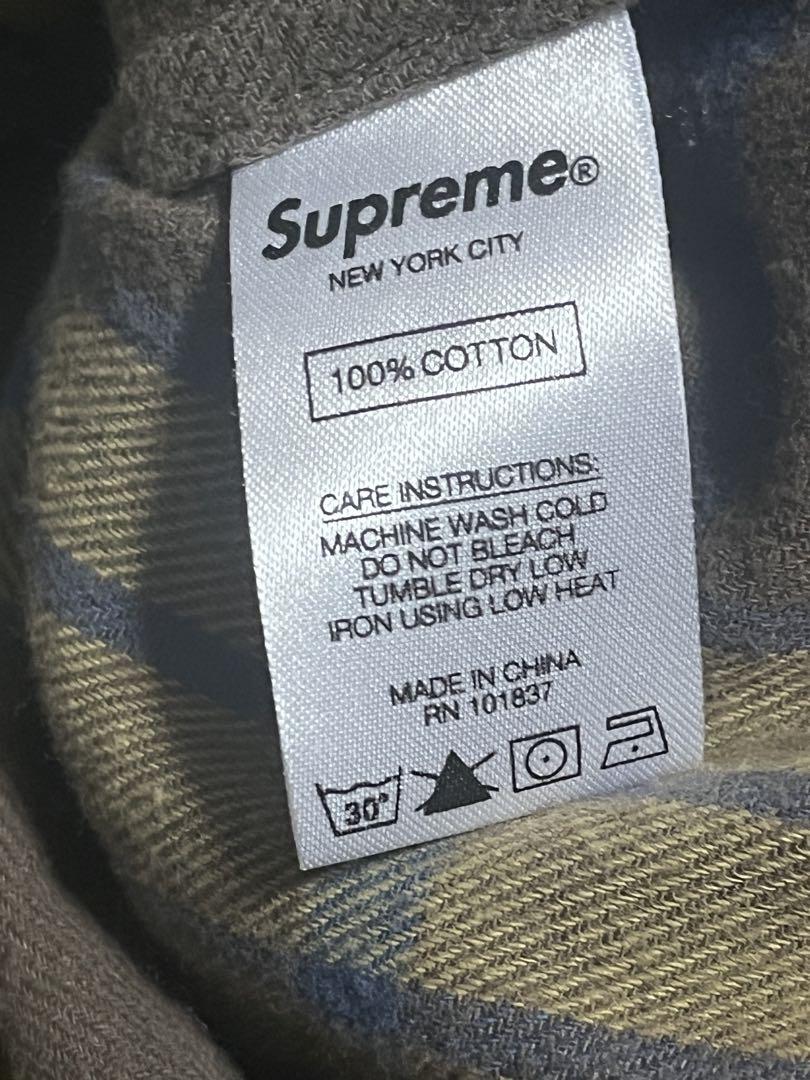 Supreme®
NEW YORK CITY
100% COTTON
CARE INSTRUCTIONS:
MACHINE WASH COLD
DO NOT BLEACH
TUMBLE DRY LOW
IRON USING LOW HEAT
MADE IN CHINA
RN 101837
30°